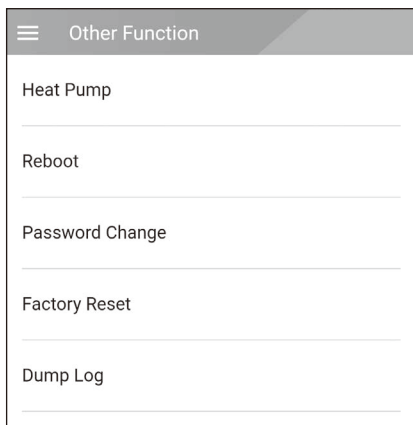 Other Function
Heat Pump
Reboot
Password Change
Factory Reset
Dump Log